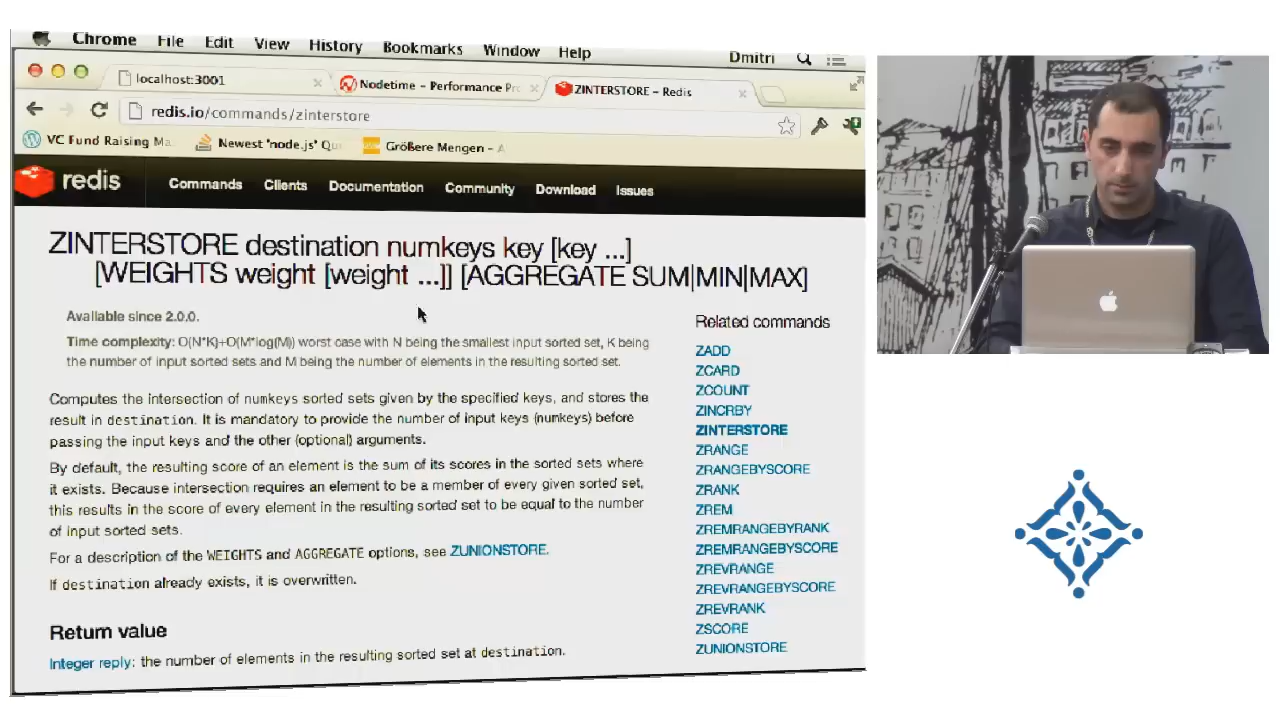 Chrome File Edit View History Bookmarks Window Help Dmitri
localhost:3001 Nodetime – Performance Pro ZINTERSTORE – Redis
redis.io/commands/zinterstore
VC Fund Raising Ma Newest 'node.js' Qu Größere Mengen – A
redis Commands Clients Documentation Community Download Issues
ZINTERSTORE destination numkeys key [key ...]
[WEIGHTS weight [weight ...]] [AGGREGATE SUM|MIN|MAX]
Available since 2.0.0.
Time complexity: O(N*K)+O(M*log(M)) worst case with N being the smallest input sorted set, K being
the number of input sorted sets and M being the number of elements in the resulting sorted set.
Computes the intersection of numkeys sorted sets given by the specified keys, and stores the
result in destination. It is mandatory to provide the number of input keys (numkeys) before
passing the input keys and the other (optional) arguments.
By default, the resulting score of an element is the sum of its scores in the sorted sets where
it exists. Because intersection requires an element to be a member of every given sorted set,
this results in the score of every element in the resulting sorted set to be equal to the number
of input sorted sets.
For a description of the WEIGHTS and AGGREGATE options, see ZUNIONSTORE.
If destination already exists, it is overwritten.
Return value
Integer reply: the number of elements in the resulting sorted set at destination.
Related commands
ZADD
ZCARD
ZCOUNT
ZINCRBY
ZINTERSTORE
ZRANGE
ZRANGEBYSCORE
ZRANK
ZREM
ZREMRANGEBYRANK
ZREMRANGEBYSCORE
ZREVRANGE
ZREVRANGEBYSCORE
ZREVRANK
ZSCORE
ZUNIONSTORE